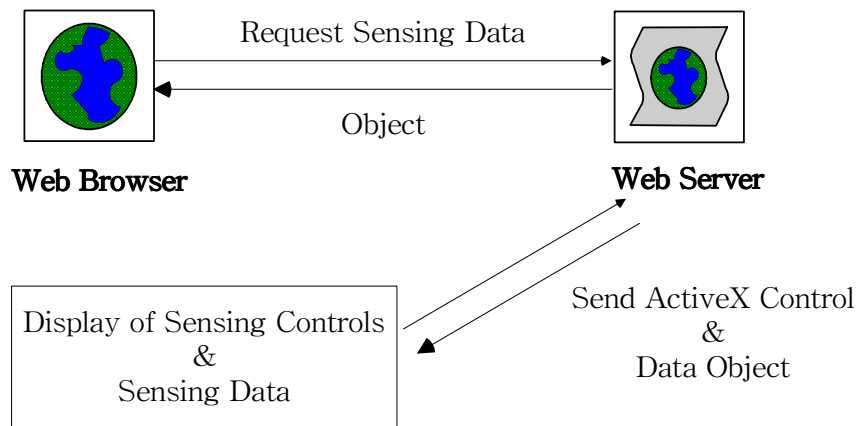 Request Sensing Data
Object
Web Browser
Web Server
Display of Sensing Controls
&
Sensing Data
Send ActiveX Control
&
Data Object